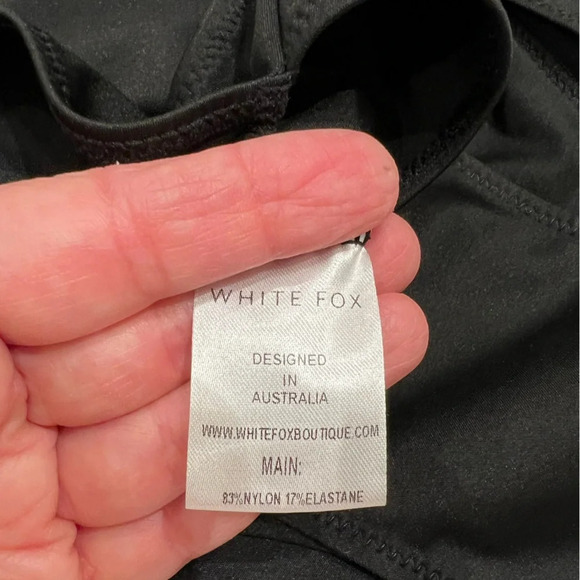 WHITE FOX
DESIGNED
IN
AUSTRALIA
WWW.WHITEFOXBOUTIQUE.COM
MAIN:
83%NYLON 17%ELASTANE